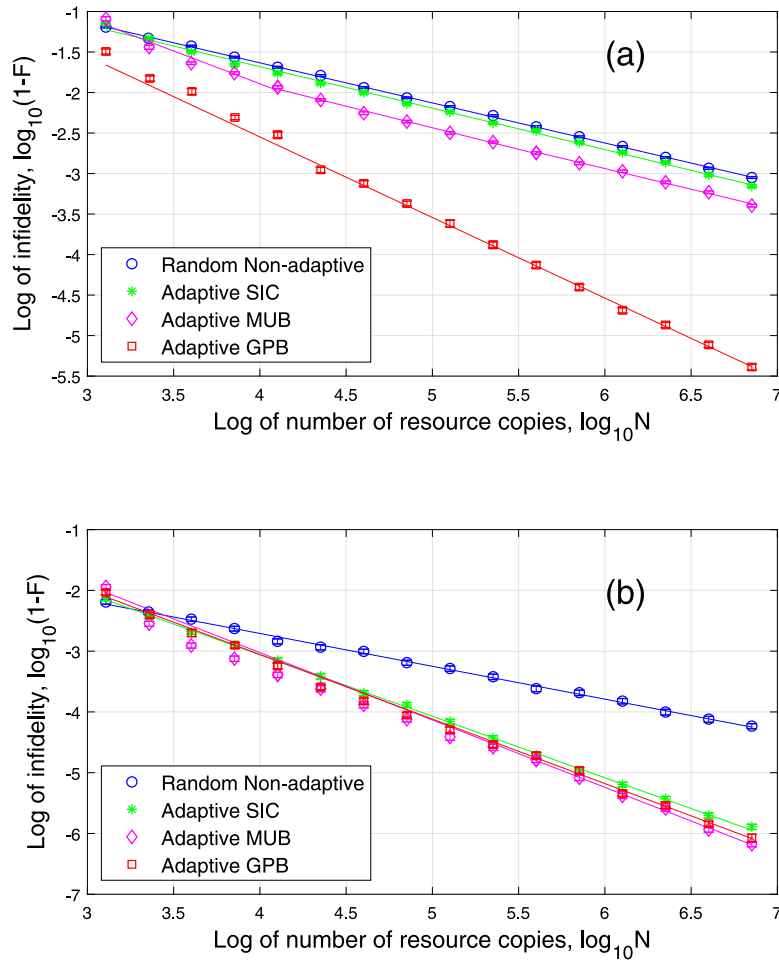 -1
-1.5
-2
-2.5
-3
-3.5
-4
-4.5
-5
-5.5
Log of infidelity, log10(1-F)
(a)
Random Non-adaptive
Adaptive SIC
Adaptive MUB
Adaptive GPB
3 3.5 4 4.5 5 5.5 6 6.5 7
Log of number of resource copies, log10N
-1
-2
-3
-4
-5
-6
-7
Log of infidelity, log10(1-F)
(b)
Random Non-adaptive
Adaptive SIC
Adaptive MUB
Adaptive GPB
3 3.5 4 4.5 5 5.5 6 6.5 7
Log of number of resource copies, log10N